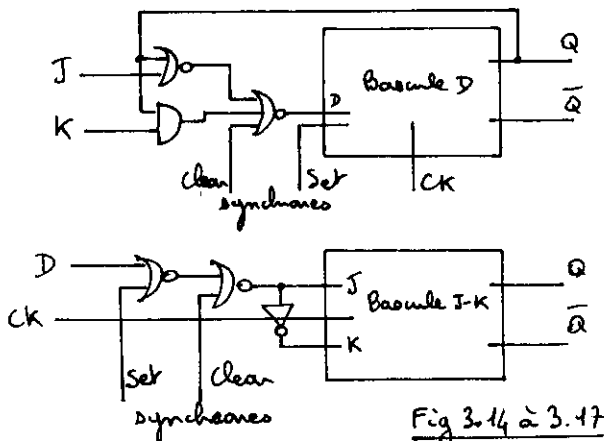 J
K
Q
Bascule D
D
Q̅
Clear
Set
synchrones
CK
D
CK
J
K
Bascule J-K
Q
Q̅
Set
Clear
synchrones
Fig 3.14 à 3.17